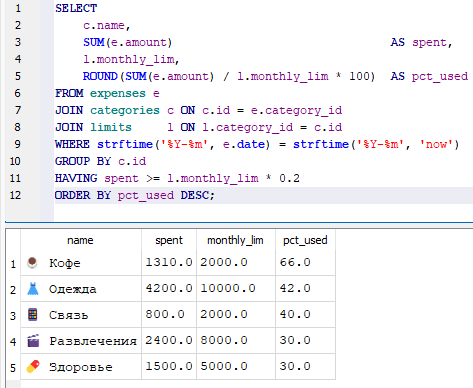 1 SELECT
2 c.name,
3 SUM(e.amount) AS spent,
4 l.monthly_lim,
5 ROUND(SUM(e.amount) / l.monthly_lim * 100) AS pct_used
6 FROM expenses e
7 JOIN categories c ON c.id = e.category_id
8 JOIN limits l ON l.category_id = c.id
9 WHERE strftime('%Y-%m', e.date) = strftime('%Y-%m', 'now')
10 GROUP BY c.id
11 HAVING spent >= l.monthly_lim * 0.2
12 ORDER BY pct_used DESC;
name spent monthly_lim pct_used
1 ☕ Кофе 1310.0 2000.0 66.0
2 👗 Одежда 4200.0 10000.0 42.0
3 📱 Связь 800.0 2000.0 40.0
4 🎬 Развлечения 2400.0 8000.0 30.0
5 💊 Здоровье 1500.0 5000.0 30.0